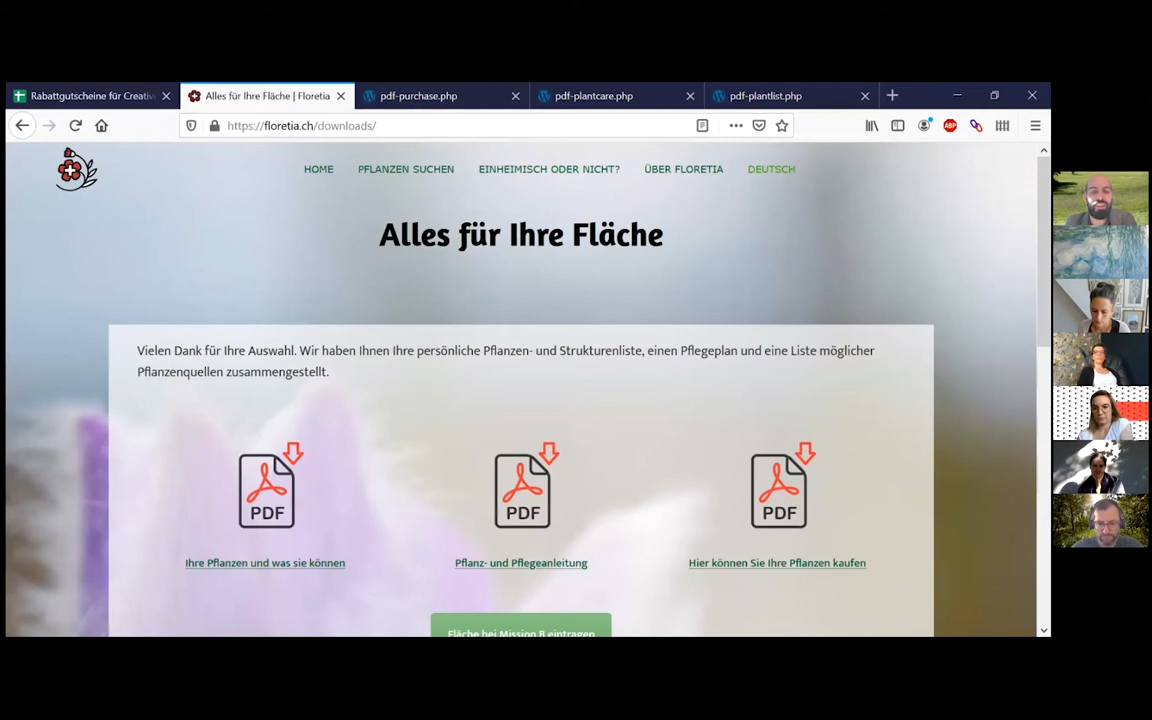 Rabattgutscheine für Creativ
Alles für Ihre Fläche | Floretia
pdf-purchase.php
pdf-plantcare.php
pdf-plantlist.php
https://floretia.ch/downloads/
ABP
HOME
PFLANZEN SUCHEN
EINHEIMISCH ODER NICHT?
ÜBER FLORETIA
DEUTSCH
Alles für Ihre Fläche
Vielen Dank für Ihre Auswahl. Wir haben Ihnen Ihre persönliche Pflanzen- und Strukturenliste, einen Pflegeplan und eine Liste möglicher
Pflanzenquellen zusammengestellt.
PDF
PDF
PDF
Ihre Pflanzen und was sie können
Pflanz- und Pflegeanleitung
Hier können Sie Ihre Pflanzen kaufen
Fläche bei Mission B eintragen